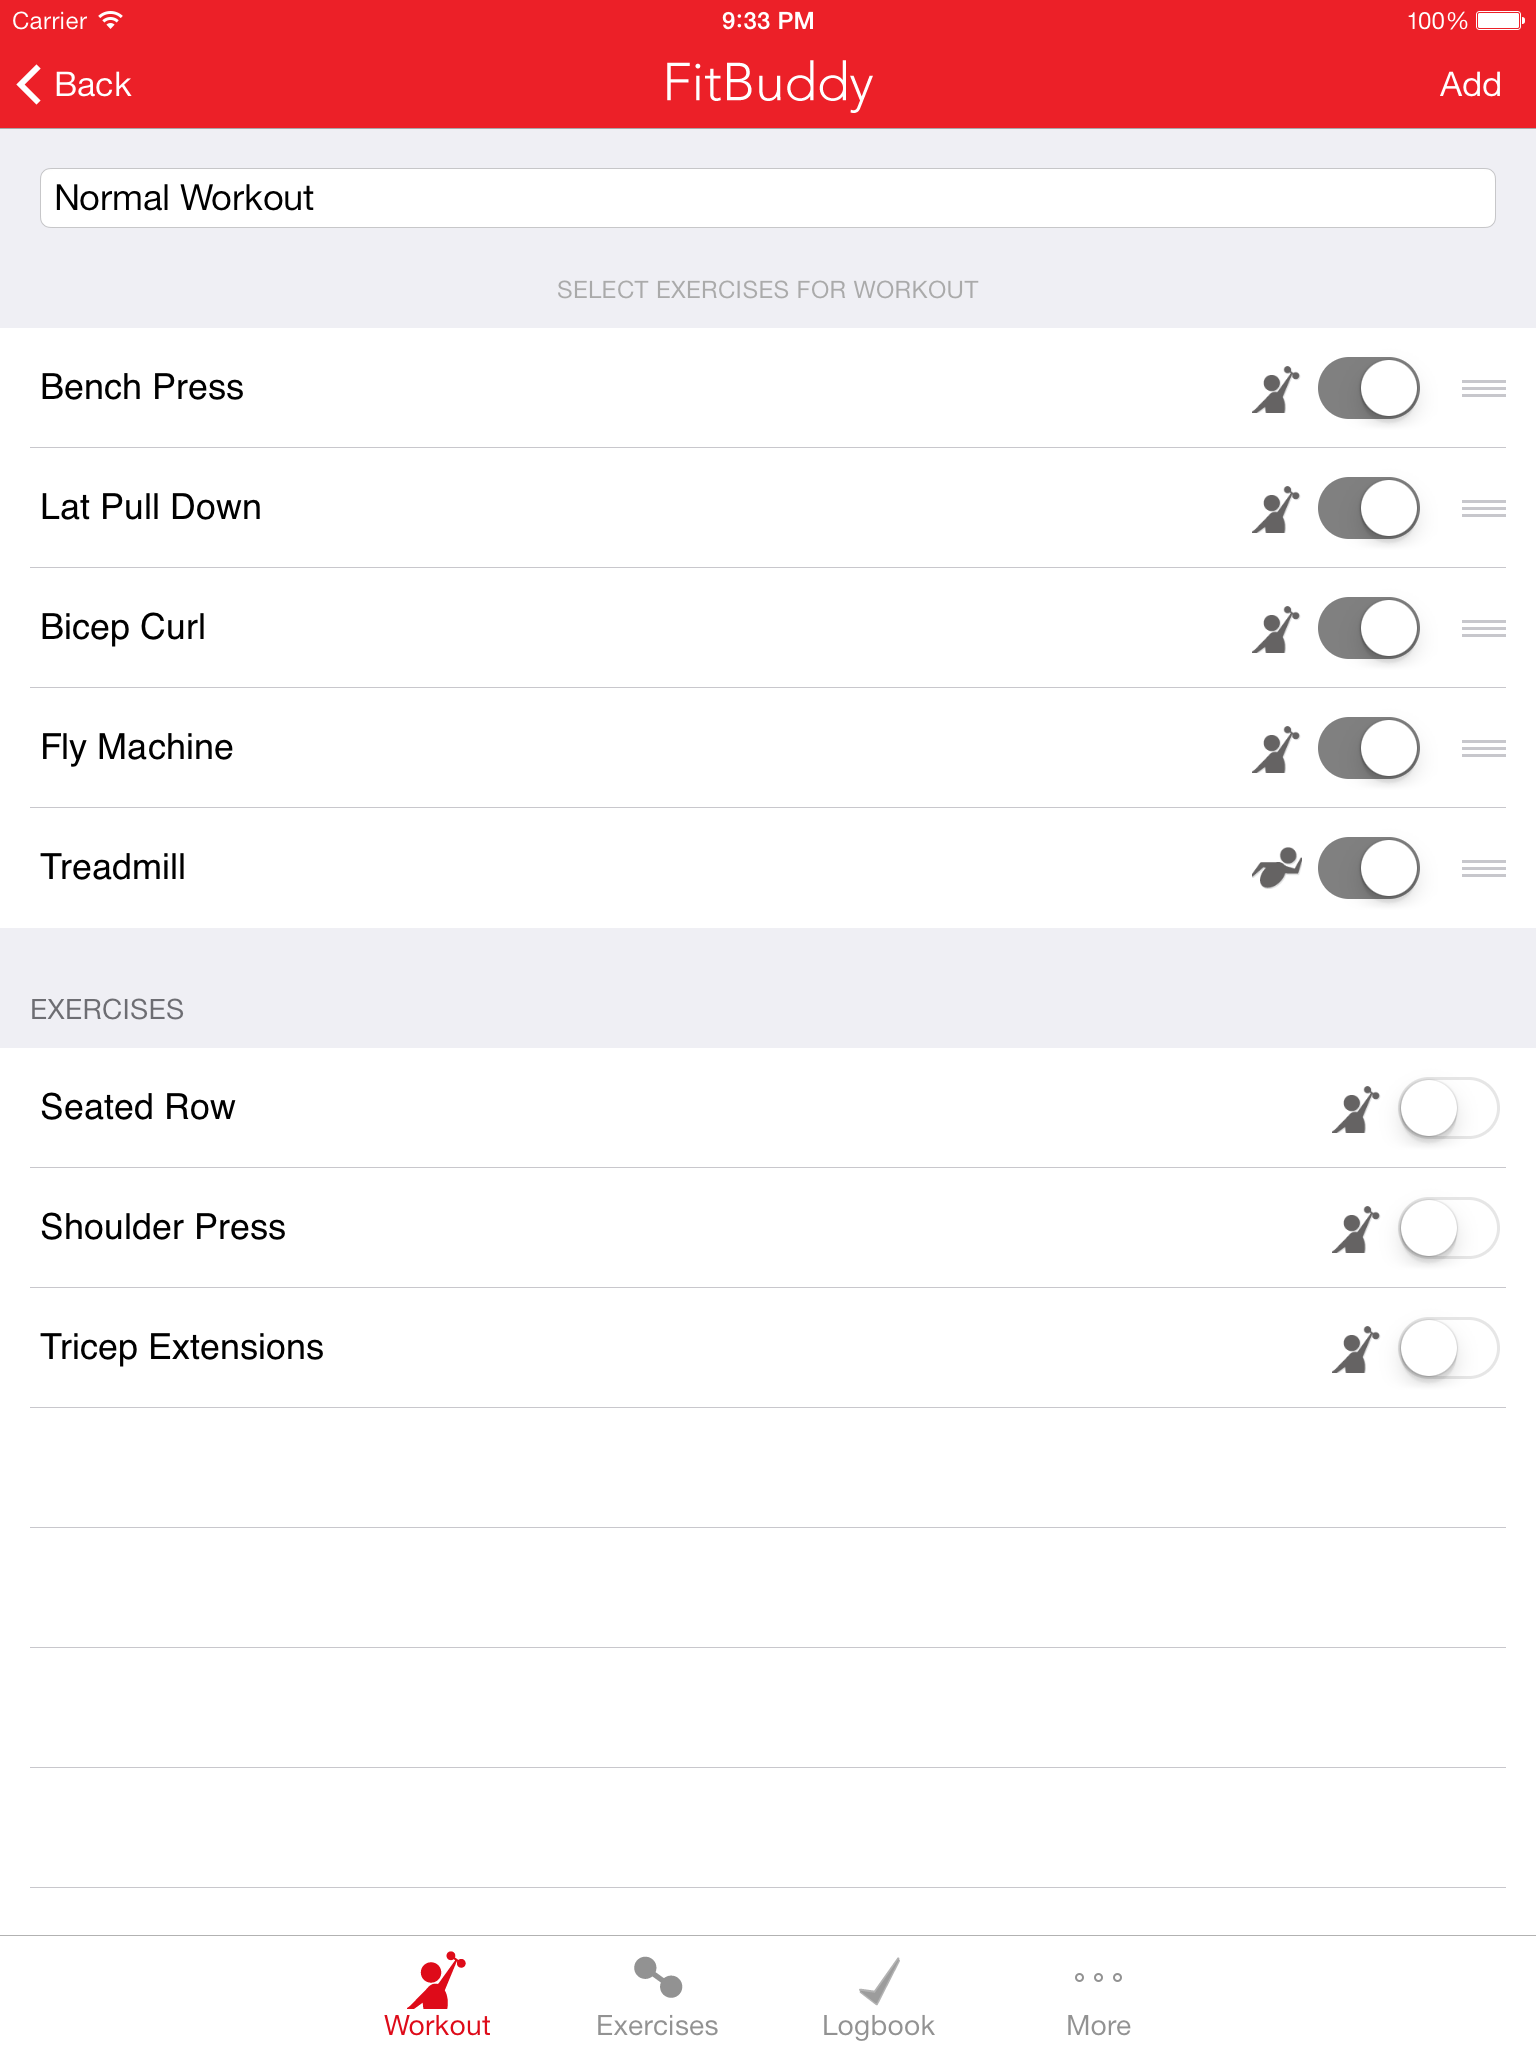 Carrier 9:33 PM 100%
Back FitBuddy Add
Normal Workout
SELECT EXERCISES FOR WORKOUT
Bench Press
Lat Pull Down
Bicep Curl
Fly Machine
Treadmill
EXERCISES
Seated Row
Shoulder Press
Tricep Extensions
Workout Exercises Logbook More